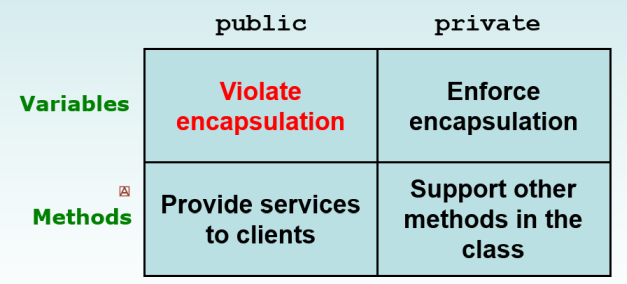 public private
Variables
Violate
encapsulation
Enforce
encapsulation
A
Methods
Provide services
to clients
Support other
methods in the
class